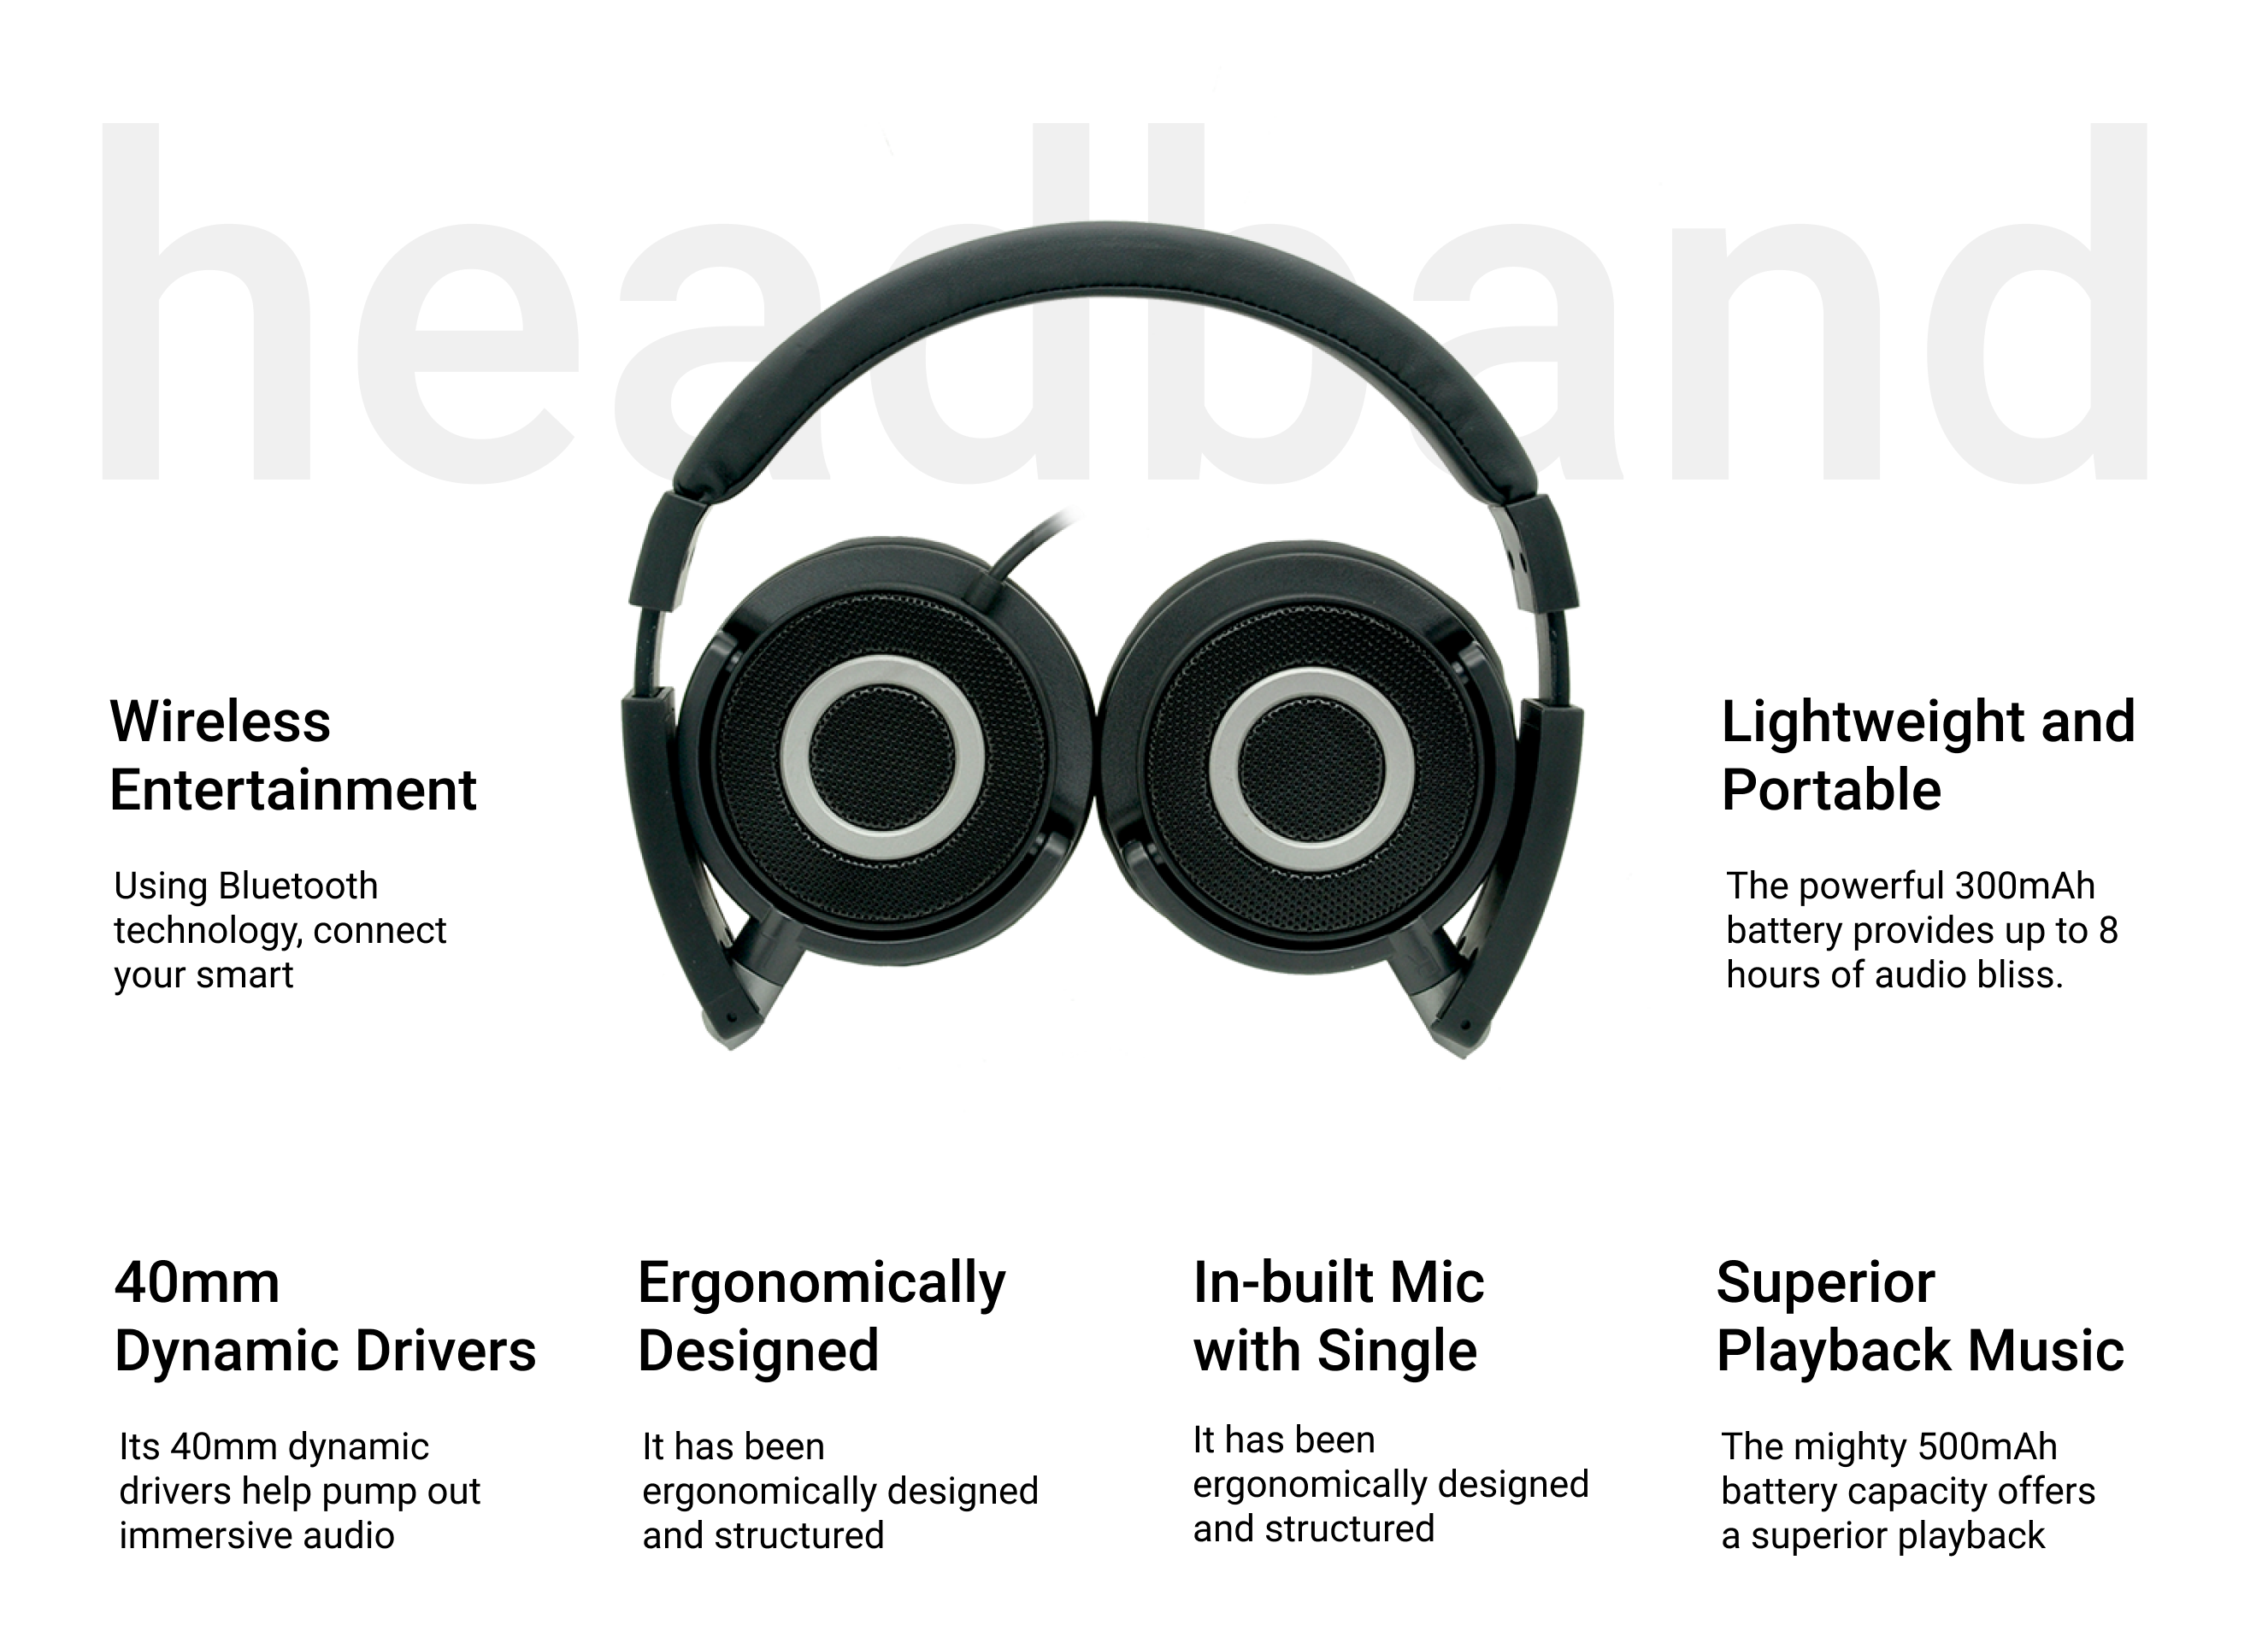 headband
Wireless
Entertainment
Using Bluetooth
technology, connect
your smart
Lightweight and
Portable
The powerful 300mAh
battery provides up to 8
hours of audio bliss.
40mm
Dynamic Drivers
Its 40mm dynamic
drivers help pump out
immersive audio
Ergonomically
Designed
It has been
ergonomically designed
and structured
In-built Mic
with Single
It has been
ergonomically designed
and structured
Superior
Playback Music
The mighty 500mAh
battery capacity offers
a superior playback